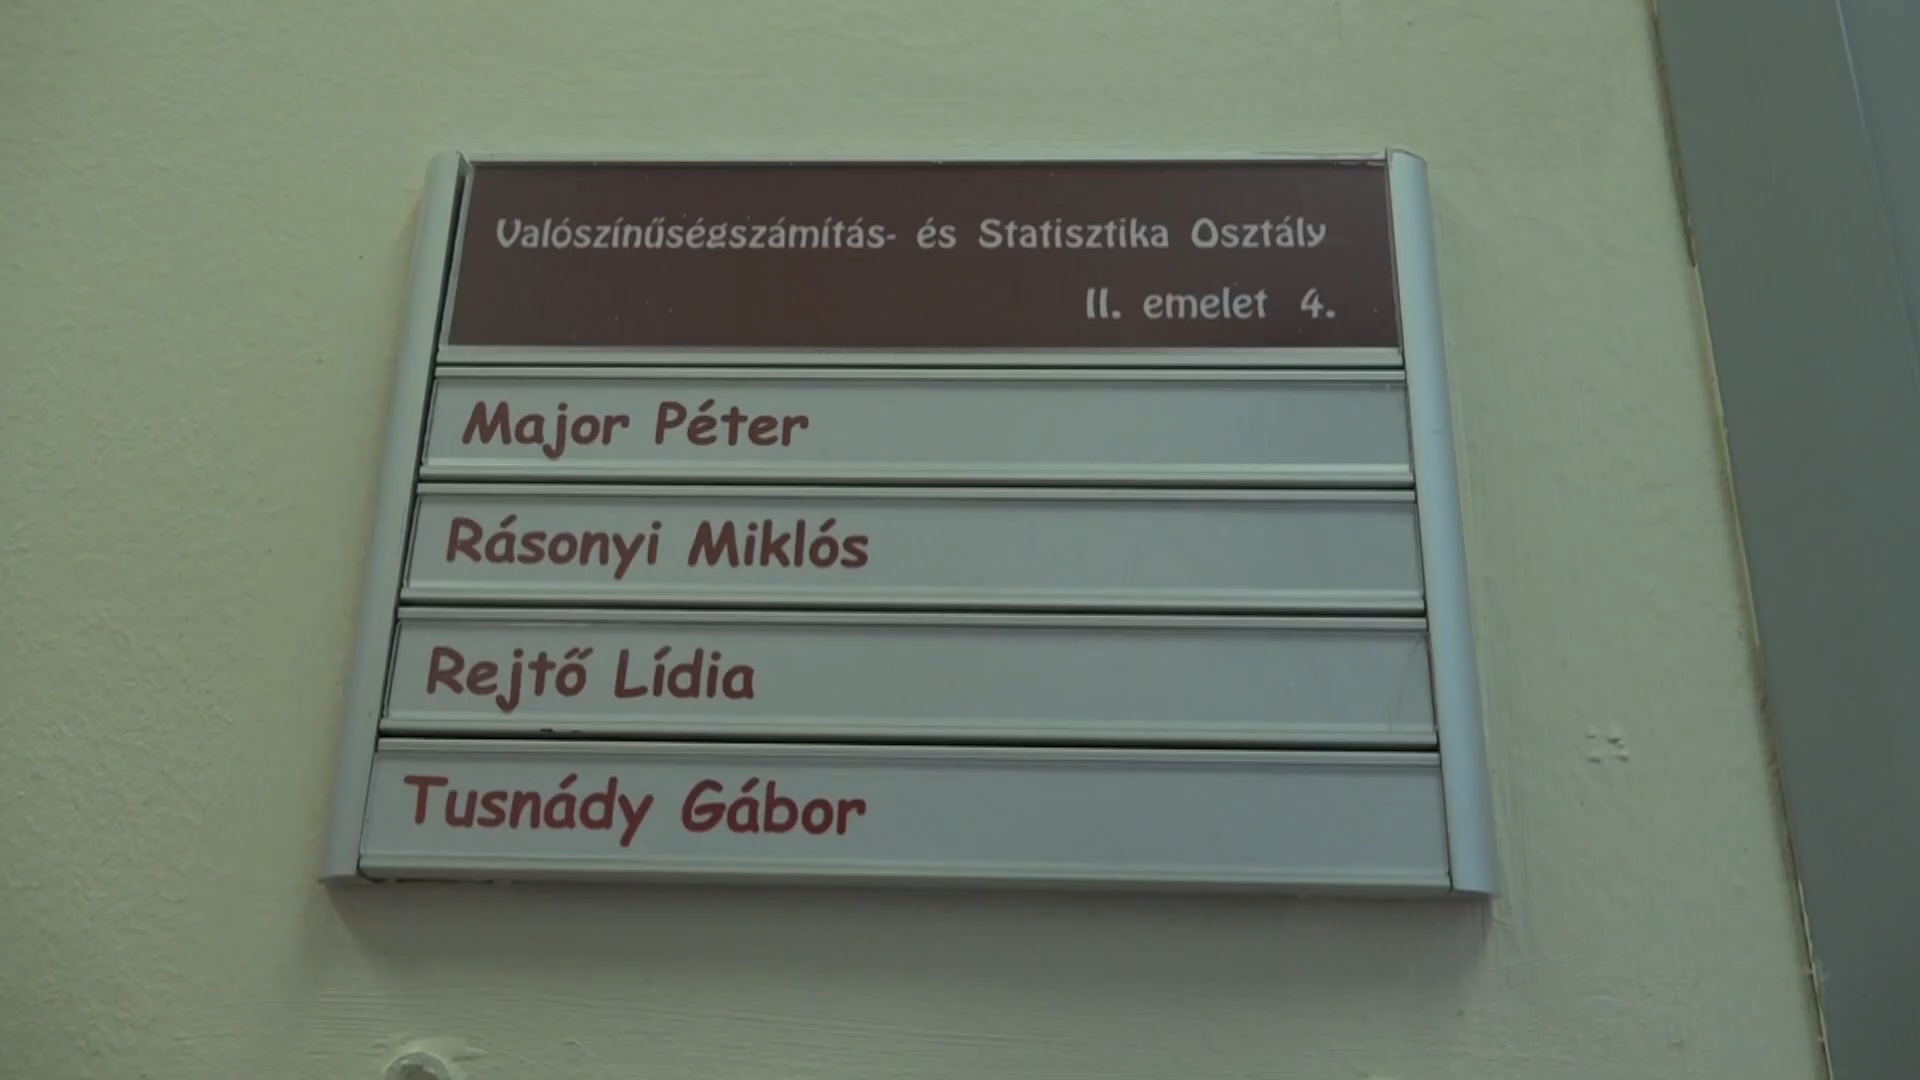 Valószínűségszámítás- és Statisztika Osztály
II. emelet 4.
Major Péter
Rásonyi Miklós
Rejtő Lídia
Tusnády Gábor